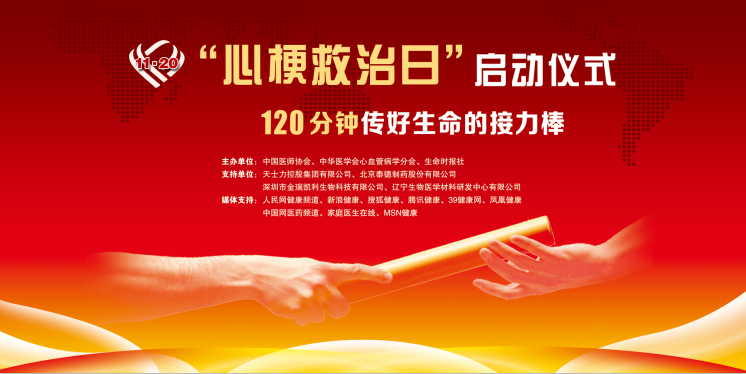 11·20
“心梗救治日”启动仪式
120分钟传好生命的接力棒
主办单位：中国医师协会、中华医学会心血管病学分会、生命时报社
支持单位：天士力控股集团有限公司、北京泰德制药股份有限公司
深圳市金瑞凯利生物科技有限公司、辽宁生物医学材料研发中心有限公司
媒体支持：人民网健康频道、新浪健康、搜狐健康、腾讯健康、39健康网、凤凰健康
中国网医药频道、家庭医生在线、MSN健康